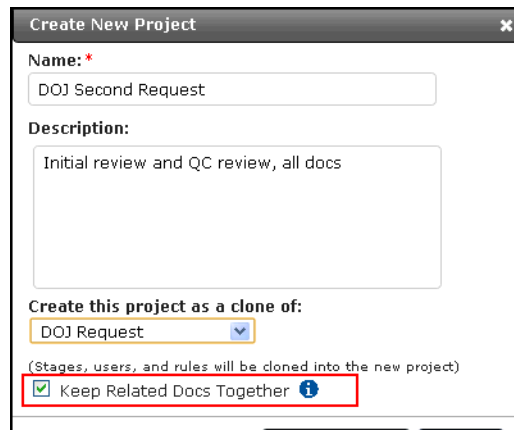 Create New Project
Name: *
DOJ Second Request
Description:
Initial review and QC review, all docs
Create this project as a clone of:
DOJ Request
(Stages, users, and rules will be cloned into the new project)
Keep Related Docs Together